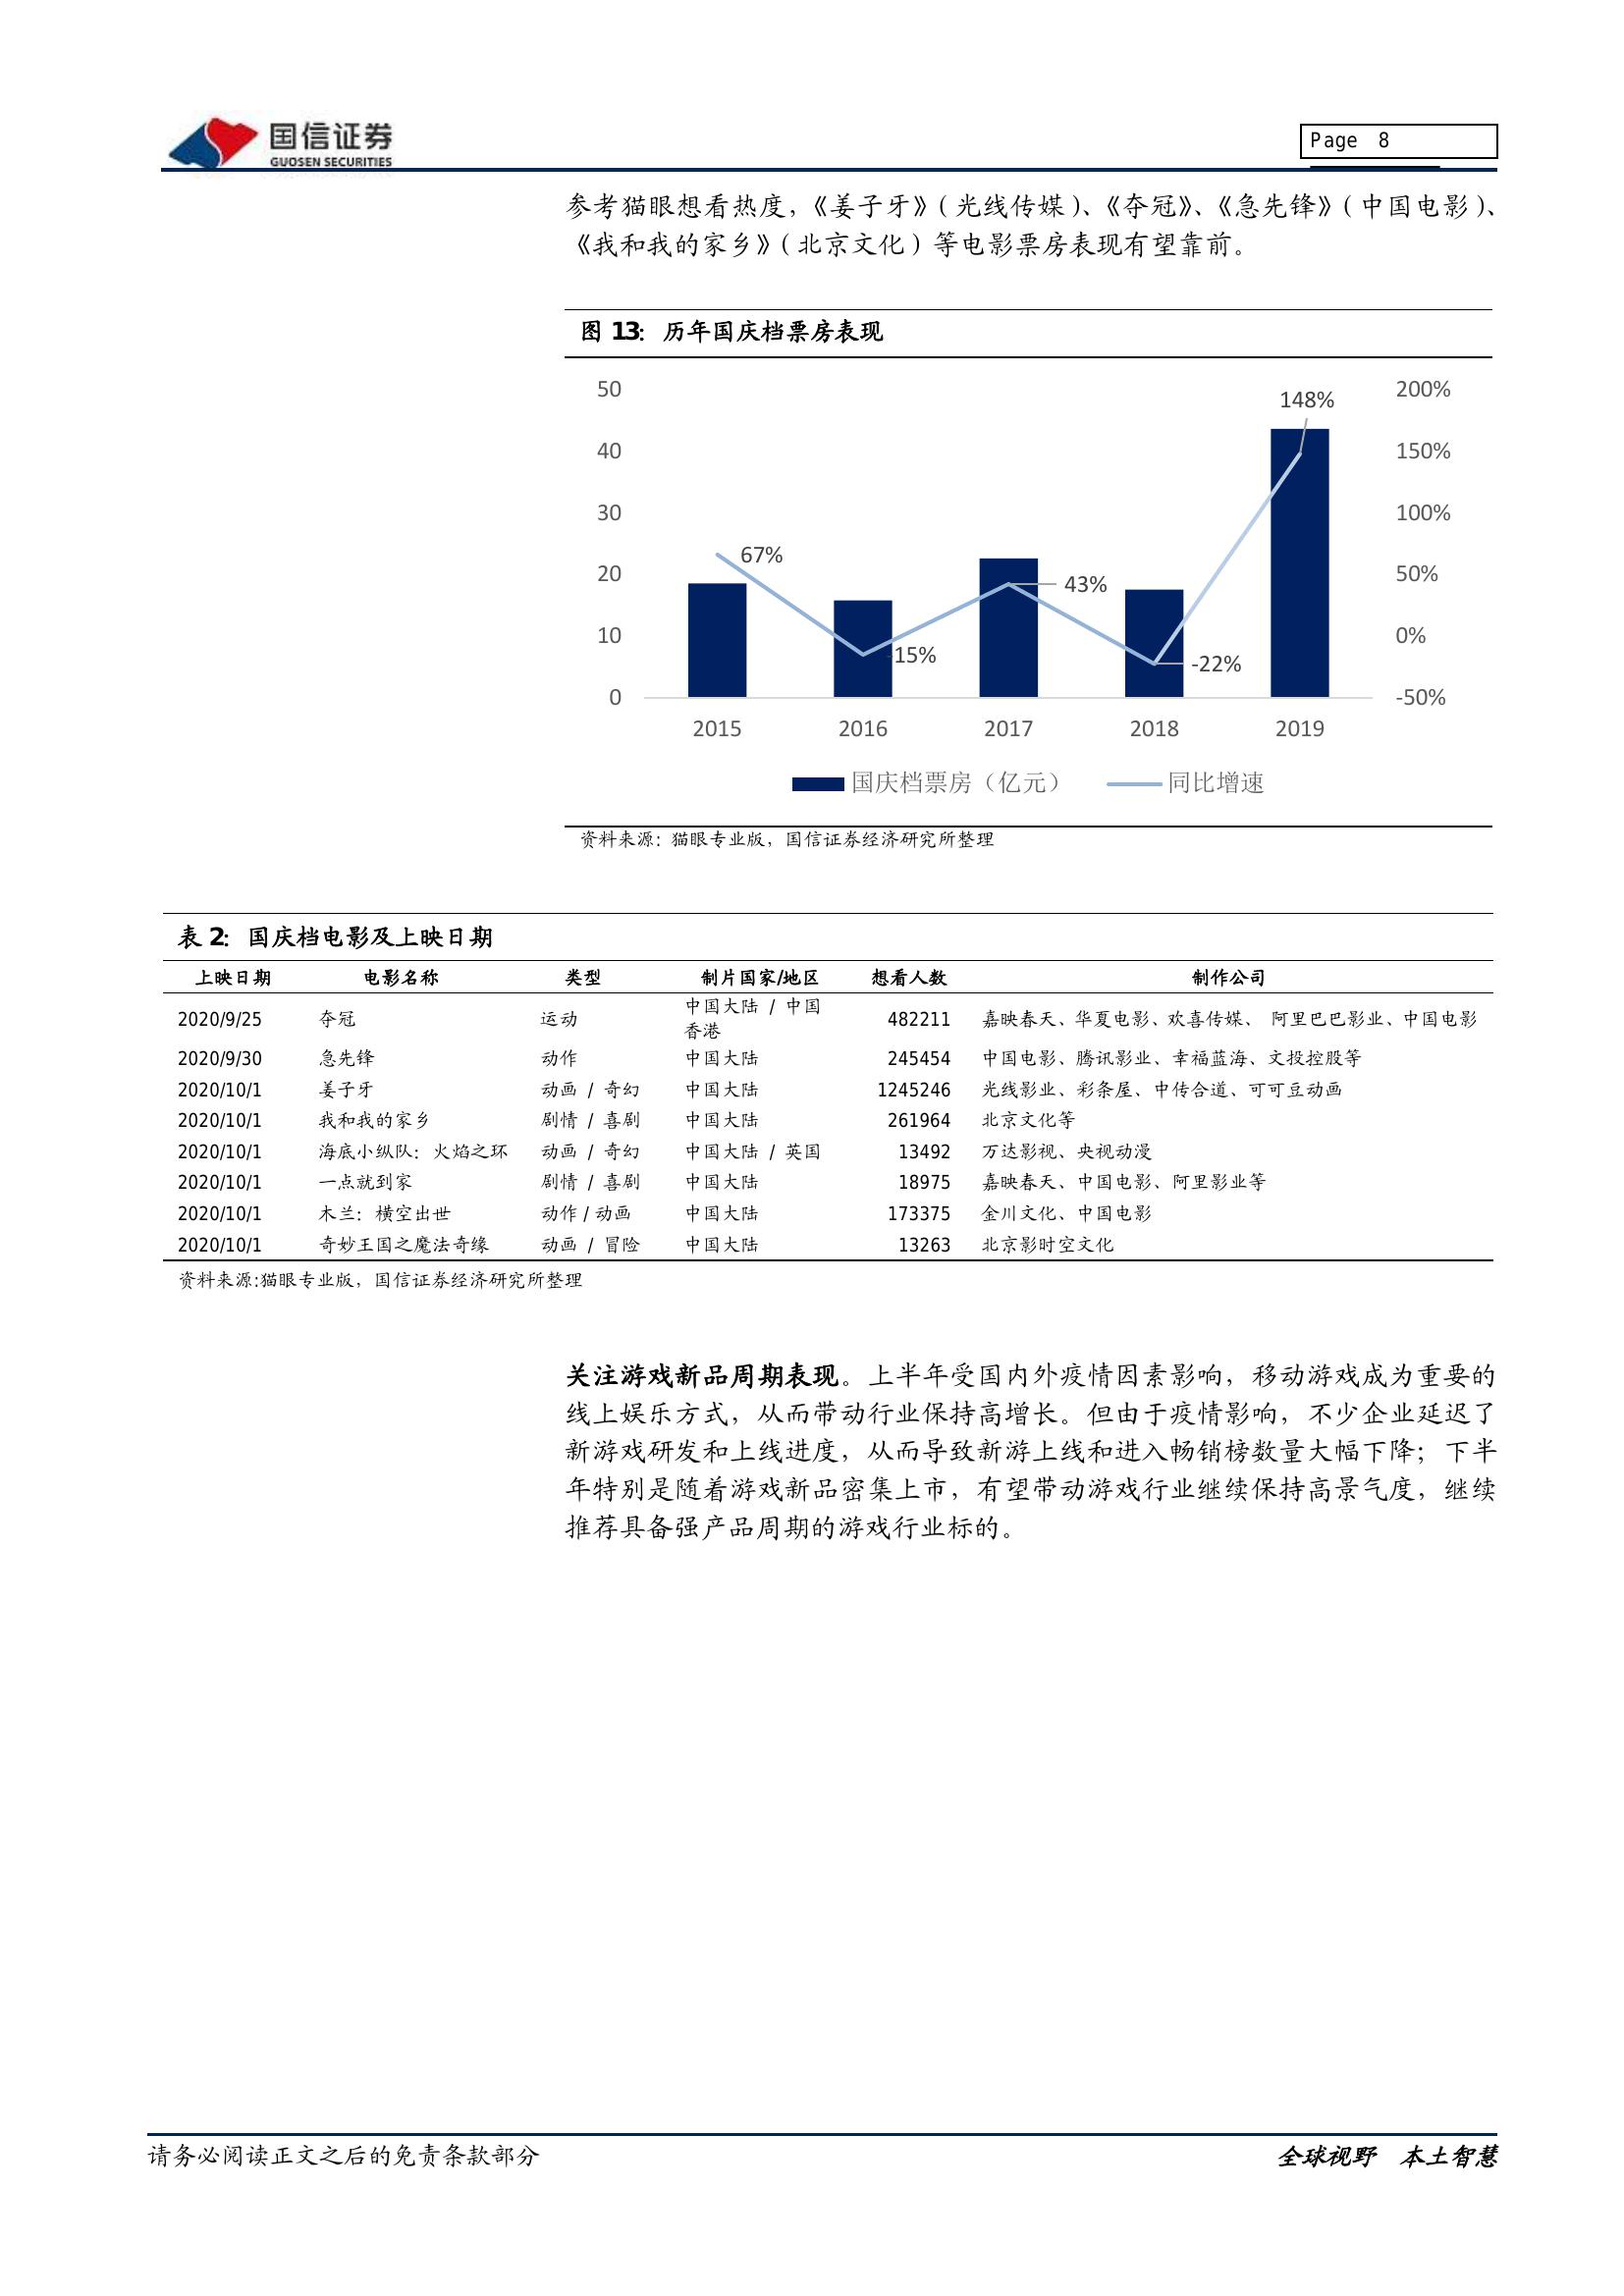 国信证券
GUOSEN SECURITIES
Page 8
参考猫眼想看热度，《姜子牙》（光线传媒）、《夺冠》、《急先锋》（中国电影）、
《我和我的家乡》（北京文化）等电影票房表现有望靠前。
图 13：历年国庆档票房表现
50
40
30
20
10
0
200%
150%
100%
50%
0%
-50%
67%
-15%
43%
-22%
148%
2015 2016 2017 2018 2019
国庆档票房（亿元） 同比增速
资料来源：猫眼专业版，国信证券经济研究所整理
表 2：国庆档电影及上映日期
上映日期 电影名称 类型 制片国家/地区 想看人数 制作公司
2020/9/25 夺冠 运动 中国大陆 / 中国香港 482211 嘉映春天、华夏电影、欢喜传媒、 阿里巴巴影业、中国电影
2020/9/30 急先锋 动作 中国大陆 245454 中国电影、腾讯影业、幸福蓝海、文投控股等
2020/10/1 姜子牙 动画 / 奇幻 中国大陆 1245246 光线影业、彩条屋、中传合道、可可豆动画
2020/10/1 我和我的家乡 剧情 / 喜剧 中国大陆 261964 北京文化等
2020/10/1 海底小纵队：火焰之环 动画 / 奇幻 中国大陆 / 英国 13492 万达影视、央视动漫
2020/10/1 一点就到家 剧情 / 喜剧 中国大陆 18975 嘉映春天、中国电影、阿里影业等
2020/10/1 木兰：横空出世 动作 / 动画 中国大陆 173375 金川文化、中国电影
2020/10/1 奇妙王国之魔法奇缘 动画 / 冒险 中国大陆 13263 北京影时空文化
资料来源:猫眼专业版，国信证券经济研究所整理
关注游戏新品周期表现。上半年受国内外疫情因素影响，移动游戏成为重要的
线上娱乐方式，从而带动行业保持高增长。但由于疫情影响，不少企业延迟了
新游戏研发和上线进度，从而导致新游上线和进入畅销榜数量大幅下降；下半
年特别是随着游戏新品密集上市，有望带动游戏行业继续保持高景气度，继续
推荐具备强产品周期的游戏行业标的。
请务必阅读正文之后的免责条款部分
全球视野 本土智慧